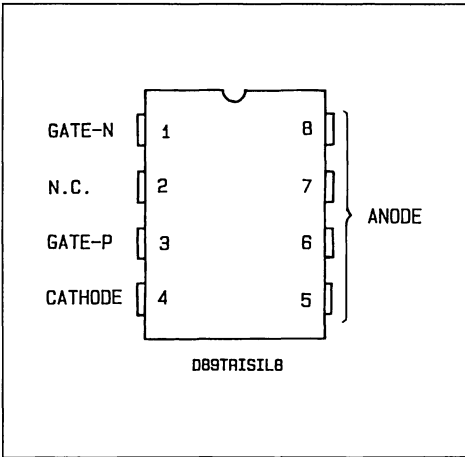 GATE-N 1 8
N.C. 2 7
ANODE
GATE-P 3 6
CATHODE 4 5
D89TRISIL8